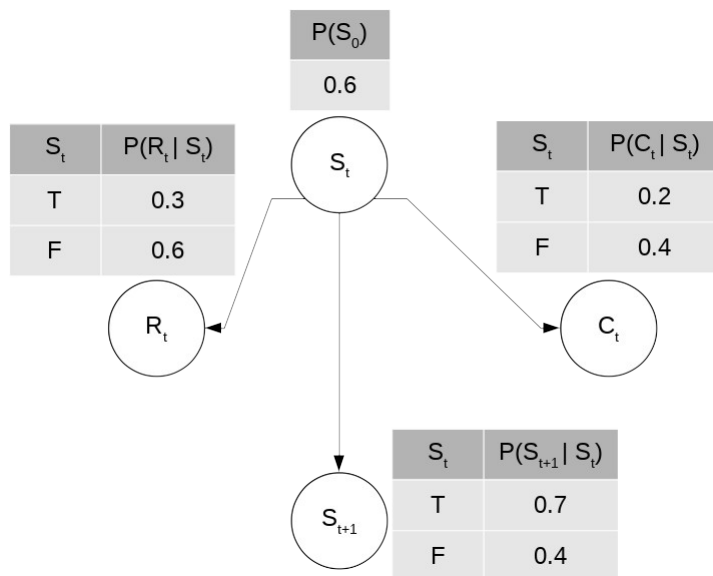 P(S₀)
0.6
Sₜ
Sₜ P(Rₜ | Sₜ)
T 0.3
F 0.6
Sₜ P(Cₜ | Sₜ)
T 0.2
F 0.4
Rₜ
Cₜ
Sₜ P(Sₜ₊₁ | Sₜ)
T 0.7
F 0.4
Sₜ₊₁